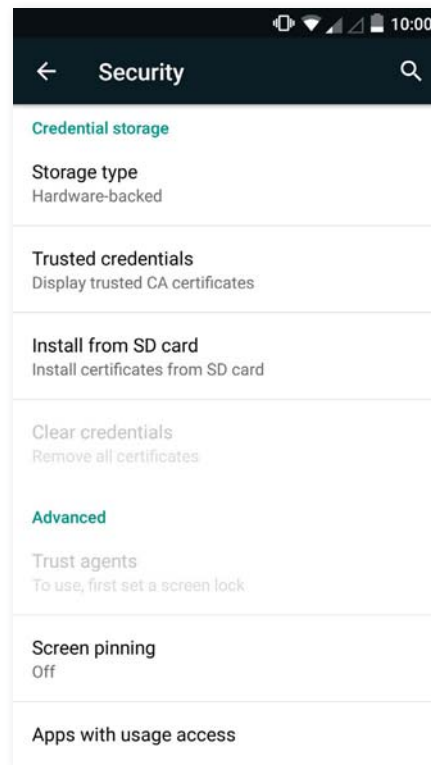 10:00
Security
Credential storage
Storage type
Hardware-backed
Trusted credentials
Display trusted CA certificates
Install from SD card
Install certificates from SD card
Clear credentials
Remove all certificates
Advanced
Trust agents
To use, first set a screen lock
Screen pinning
Off
Apps with usage access